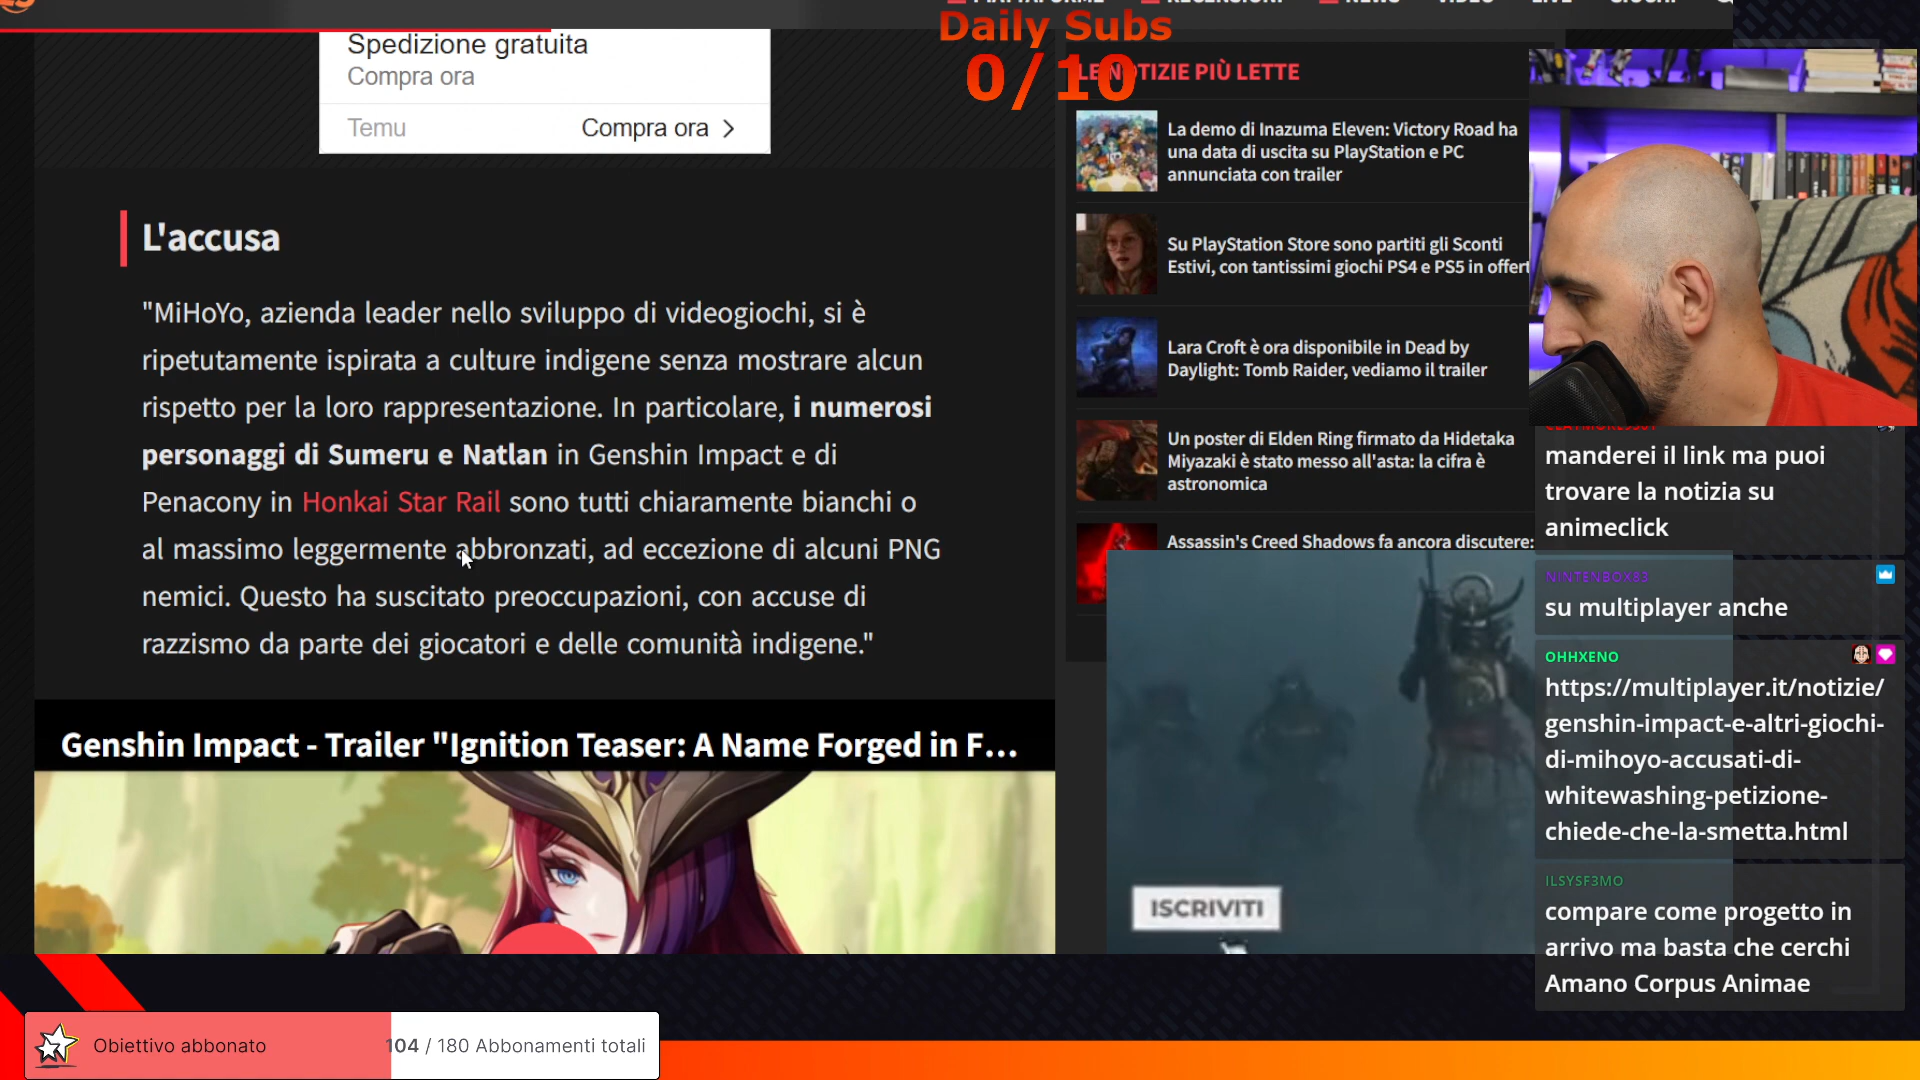 PIATTAFORME RECENSIONI NEWS VIDEO LIVE GIOCHI
Daily Subs
0/10
Spedizione gratuita
Compra ora
Temu
Compra ora
L'accusa
"MiHoYo, azienda leader nello sviluppo di videogiochi, si è
ripetutamente ispirata a culture indigene senza mostrare alcun
rispetto per la loro rappresentazione. In particolare, i numerosi
personaggi di Sumeru e Natlan in Genshin Impact e di
Penacony in Honkai Star Rail sono tutti chiaramente bianchi o
al massimo leggermente abbronzati, ad eccezione di alcuni PNG
nemici. Questo ha suscitato preoccupazioni, con accuse di
razzismo da parte dei giocatori e delle comunità indigene."
Genshin Impact - Trailer "Ignition Teaser: A Name Forged in F...
LE NOTIZIE PIÙ LETTE
La demo di Inazuma Eleven: Victory Road ha
una data di uscita su PlayStation e PC
annunciata con trailer
Su PlayStation Store sono partiti gli Sconti
Estivi, con tantissimi giochi PS4 e PS5 in offert
Lara Croft è ora disponibile in Dead by
Daylight: Tomb Raider, vediamo il trailer
Un poster di Elden Ring firmato da Hidetaka
Miyazaki è stato messo all'asta: la cifra è
astronomica
Assassin's Creed Shadows fa ancora discutere:
ISCRIVITI
manderei il link ma puoi
trovare la notizia su
animeclick
NINTENBOX83
su multiplayer anche
OHHXENO
https://multiplayer.it/notizie/
genshin-impact-e-altri-giochi-
di-mihoyo-accusati-di-
whitewashing-petizione-
chiede-che-la-smetta.html
ILSYSF3MO
compare come progetto in
arrivo ma basta che cerchi
Amano Corpus Animae
Obiettivo abbonato
104 / 180 Abbonamenti totali